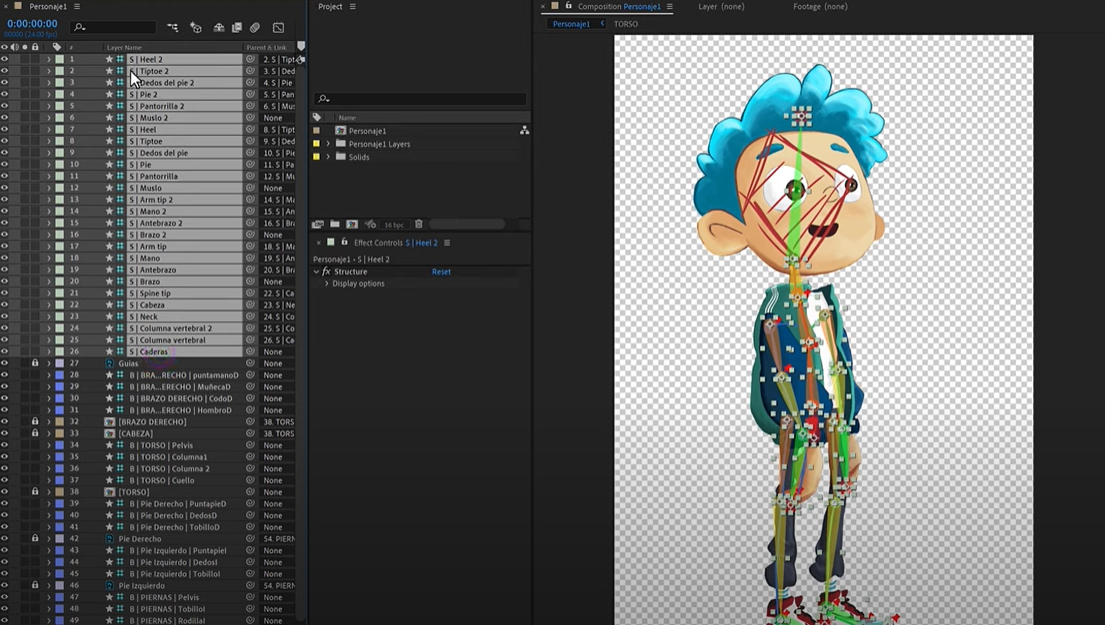 Personaje1
0:00:00:00
00000 (24.00 fps)
# Layer Name Parent & Link
1 S | Heel 2 2. S | Tipt
2 S | Tiptoe 2 3. S | Ded
3 Dedos del pie 2 4. S | Pie
4 S | Pie 2 5. S | Pan
5 S | Pantorrilla 2 6. S | Mus
6 S | Muslo 2 None
7 S | Heel 8. S | Tipt
8 S | Tiptoe 9. S | Ded
9 S | Dedos del pie 10. S | Pi
10 S | Pie 11. S | Pa
11 S | Pantorrilla 12. S | Mu
12 S | Muslo None
13 S | Arm tip 2 14. S | Ma
14 S | Mano 2 15. S | An
15 S | Antebrazo 2 16. S | Bra
16 S | Brazo 2 None
17 S | Arm tip 18. S | Ma
18 S | Mano 19. S | An
19 S | Antebrazo 20. S | Bra
20 S | Brazo None
21 S | Spine tip 22. S | Ca
22 S | Cabeza 23. S | Ne
23 S | Neck 24. S | Co
24 S | Columna vertebral 2 25. S | Co
25 S | Columna vertebral 26. S | Ca
26 S | Caderas None
27 Guias None
28 B | BRA...RECHO | puntamanoD None
29 B | BRA...ERECHO | MuñecaD None
30 B | BRAZO DERECHO | CodoD None
31 B | BRA...ERECHO | HombroD None
32 [BRAZO DERECHO] 38. TORS
33 [CABEZA] 38. TORS
34 B | TORSO | Pelvis None
35 B | TORSO | Columna1 None
36 B | TORSO | Columna 2 None
37 B | TORSO | Cuello None
38 [TORSO] None
39 B | Pie Derecho | PuntapieD None
40 B | Pie Derecho | DedosD None
41 B | Pie Derecho | TobilloD None
42 Pie Derecho 54. PIERN
43 B | Pie Izquierdo | PuntapieI None
44 B | Pie Izquierdo | DedosI None
45 B | Pie Izquierdo | TobilloI None
46 Pie Izquierdo 54. PIERN
47 B | PIERNAS | Pelvis None
48 B | PIERNAS | TobilloI None
49 B | PIERNAS | RodillaI None
Project
Name
Personaje1
Personaje1 Layers
Solids
16 bpc
Effect Controls S | Heel 2
Personaje1 · S | Heel 2
fx Structure Reset
Display options
Composition Personaje1 Layer (none) Footage (none)
Personaje1 TORSO